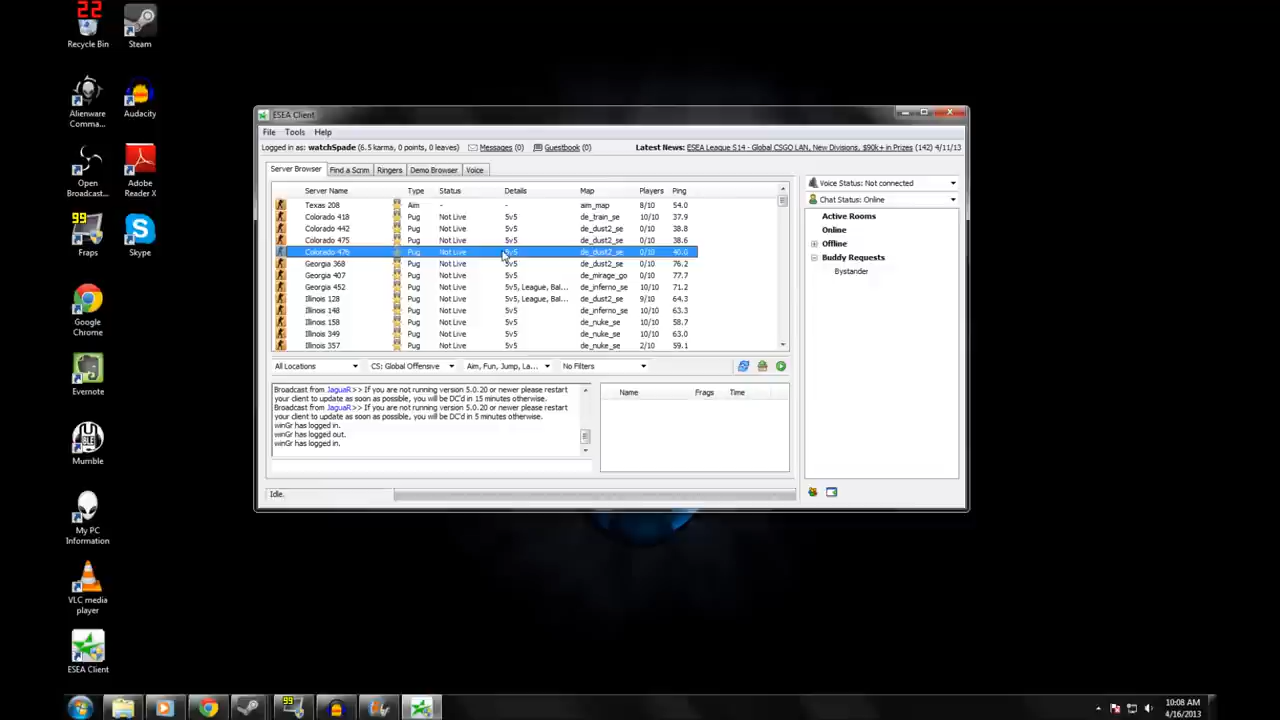 22
Recycle Bin
Steam
Alienware Comma...
Audacity
Open Broadcast...
Adobe Reader X
99
Fraps
Skype
Google Chrome
Evernote
Mumble
My PC Information
VLC media player
ESEA Client
ESEA Client
File Tools Help
Logged in as: watchSpade (6.5 karma, 0 points, 0 leaves) Messages (0) Guestbook (0) Latest News: ESEA League S14 - Global CSGO LAN, New Divisions, $90k+ in Prizes (142) 4/11/13
Server Browser Find a Scrim Ringers Demo Browser Voice
Server Name Type Status Details Map Players Ping
Texas 208 Aim - - aim_map 8/10 54.0
Colorado 418 Pug Not Live 5v5 de_train_se 10/10 37.9
Colorado 442 Pug Not Live 5v5 de_dust2_se 0/10 38.8
Colorado 475 Pug Not Live 5v5 de_dust2_se 0/10 38.6
Colorado 476 Pug Not Live 5v5 de_dust2_se 0/10 40.0
Georgia 368 Pug Not Live 5v5 de_dust2_se 0/10 76.2
Georgia 407 Pug Not Live 5v5 de_mirage_go 0/10 77.7
Georgia 452 Pug Not Live 5v5, League, Bal... de_inferno_se 0/10 71.2
Illinois 128 Pug Not Live 5v5, League, Bal... de_dust2_se 9/10 64.3
Illinois 148 Pug Not Live 5v5 de_inferno_se 10/10 63.3
Illinois 158 Pug Not Live 5v5 de_nuke_se 10/10 58.7
Illinois 349 Pug Not Live 5v5 de_nuke_se 10/10 63.0
Illinois 357 Pug Not Live 5v5 de_nuke_se 2/10 59.1
All Locations CS: Global Offensive Aim, Fun, Jump, La... No Filters
Broadcast from JaguaR>> If you are not running version 5.0.20 or newer please restart
your client to update as soon as possible, you will be DC'd in 15 minutes otherwise.
Broadcast from JaguaR>> If you are not running version 5.0.20 or newer please restart
your client to update as soon as possible, you will be DC'd in 5 minutes otherwise.
winGr has logged in.
winGr has logged out.
winGr has logged in.
Name Frags Time
Idle.
Voice Status: Not connected
Chat Status: Online
Active Rooms
Online
Offline
Buddy Requests
Bystander
99
10:08 AM
4/16/2013